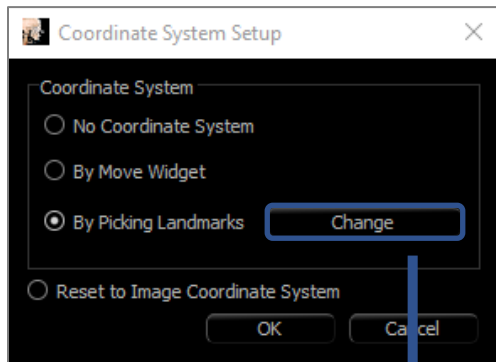 Coordinate System Setup
Coordinate System
No Coordinate System
By Move Widget
By Picking Landmarks Change
Reset to Image Coordinate System
OK Cancel